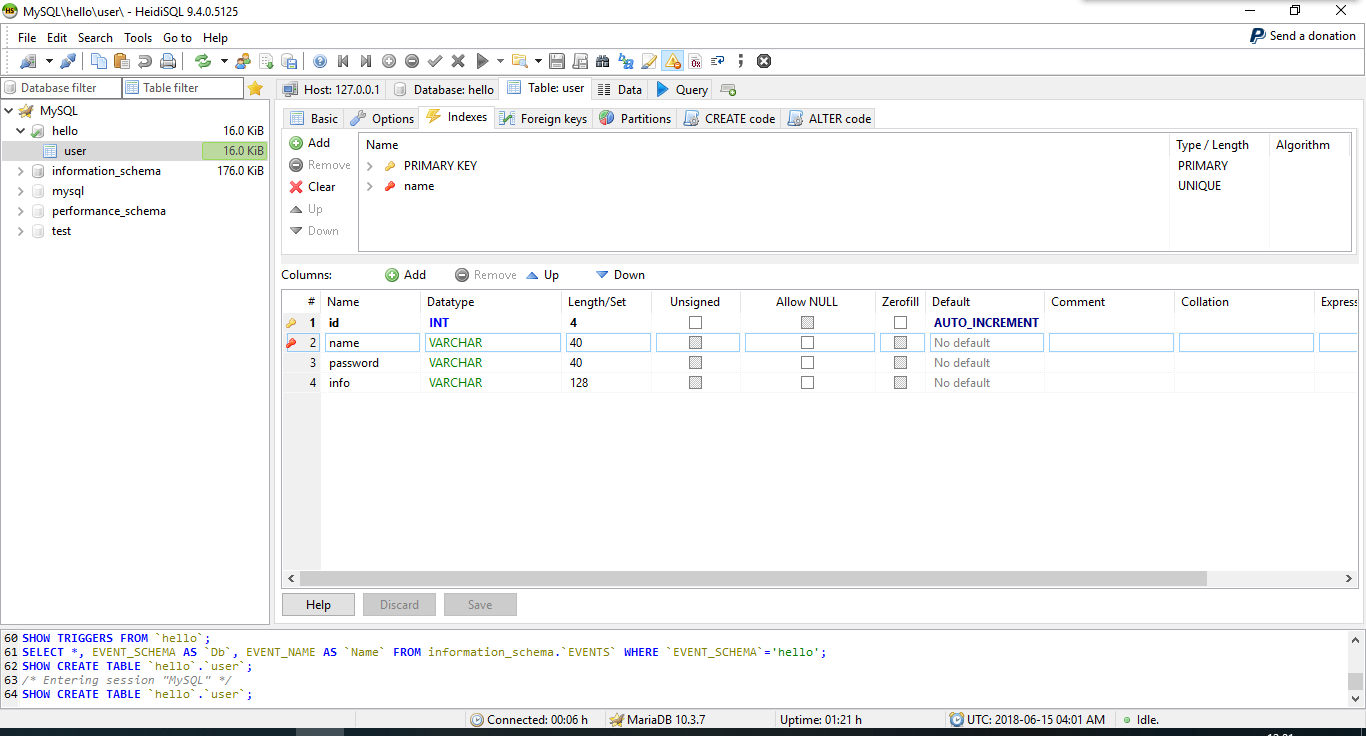 MySQL\hello\user\ - HeidiSQL 9.4.0.5125
File Edit Search Tools Go to Help
Send a donation
Database filter Table filter Host: 127.0.0.1 Database: hello Table: user Data Query
MySQL
hello 16.0 KiB
user 16.0 KiB
information_schema 176.0 KiB
mysql
performance_schema
test
Basic Options Indexes Foreign keys Partitions CREATE code ALTER code
Add
Remove
Clear
Up
Down
Name Type / Length Algorithm
PRIMARY KEY PRIMARY
name UNIQUE
Columns: Add Remove Up Down
# Name Datatype Length/Set Unsigned Allow NULL Zerofill Default Comment Collation Express
1 id INT 4 AUTO_INCREMENT
2 name VARCHAR 40 No default
3 password VARCHAR 40 No default
4 info VARCHAR 128 No default
Help Discard Save
60 SHOW TRIGGERS FROM `hello`;
61 SELECT *, EVENT_SCHEMA AS `Db`, EVENT_NAME AS `Name` FROM information_schema.`EVENTS` WHERE `EVENT_SCHEMA`='hello';
62 SHOW CREATE TABLE `hello`.`user`;
63 /* Entering session "MySQL" */
64 SHOW CREATE TABLE `hello`.`user`;
Connected: 00:06 h MariaDB 10.3.7 Uptime: 01:21 h UTC: 2018-06-15 04:01 AM Idle.